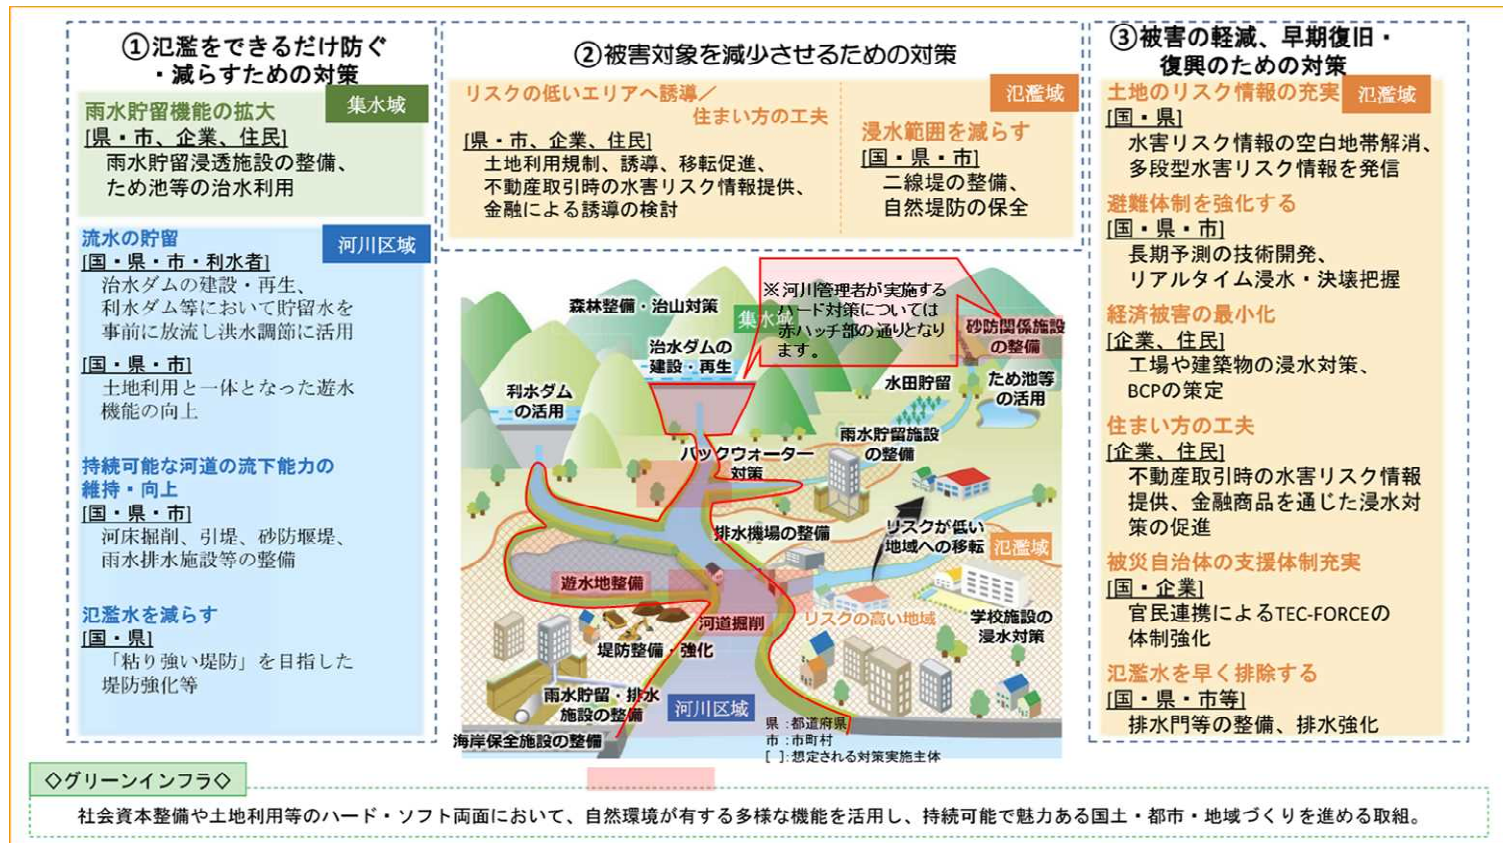 ①氾濫をできるだけ防ぐ
・減らすための対策
集水域
雨水貯留機能の拡大
[県・市、企業、住民]
雨水貯留浸透施設の整備、
ため池等の治水利用
河川区域
流水の貯留
[国・県・市・利水者]
治水ダムの建設・再生、
利水ダム等において貯留水を
事前に放流し洪水調節に活用
[国・県・市]
土地利用と一体となった遊水
機能の向上
持続可能な河道の流下能力の
維持・向上
[国・県・市]
河床掘削、引堤、砂防堰堤、
雨水排水施設等の整備
氾濫水を減らす
[国・県]
「粘り強い堤防」を目指した
堤防強化等
②被害対象を減少させるための対策
リスクの低いエリアへ誘導／
住まい方の工夫
[県・市、企業、住民]
土地利用規制、誘導、移転促進、
不動産取引時の水害リスク情報提供、
金融による誘導の検討
氾濫域
浸水範囲を減らす
[国・県・市]
二線堤の整備、
自然堤防の保全
森林整備・治山対策
集水域
※河川管理者が実施する
ハード対策については
赤ハッチ部の通りとなり
ます。
砂防関係施設
の整備
治水ダムの
建設・再生
利水ダム
の活用
水田貯留
ため池等
の活用
バックウォーター
対策
雨水貯留施設
の整備
排水機場の整備
リスクが低い
地域への移転
氾濫域
遊水地整備
河道掘削
リスクの高い地域
学校施設の
浸水対策
堤防整備・強化
雨水貯留・排水
施設の整備
河川区域
海岸保全施設の整備
県：都道府県
市：市町村
[ ]:想定される対策実施主体
③被害の軽減、早期復旧・
復興のための対策
土地のリスク情報の充実
氾濫域
[国・県]
水害リスク情報の空白地帯解消、
多段型水害リスク情報を発信
避難体制を強化する
[国・県・市]
長期予測の技術開発、
リアルタイム浸水・決壊把握
経済被害の最小化
[企業、住民]
工場や建築物の浸水対策、
BCPの策定
住まい方の工夫
[企業、住民]
不動産取引時の水害リスク情報
提供、金融商品を通じた浸水対
策の促進
被災自治体の支援体制充実
[国・企業]
官民連携によるTEC-FORCEの
体制強化
氾濫水を早く排除する
[国・県・市等]
排水門等の整備、排水強化
◇グリーンインフラ◇
社会資本整備や土地利用等のハード・ソフト両面において、自然環境が有する多様な機能を活用し、持続可能で魅力ある国土・都市・地域づくりを進める取組。